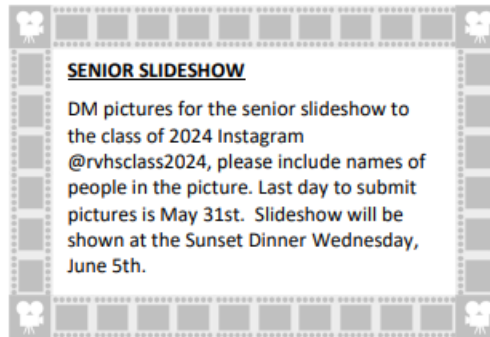 SENIOR SLIDESHOW
DM pictures for the senior slideshow to
the class of 2024 Instagram
@rvhsclass2024, please include names of
people in the picture. Last day to submit
pictures is May 31st.  Slideshow will be
shown at the Sunset Dinner Wednesday,
June 5th.